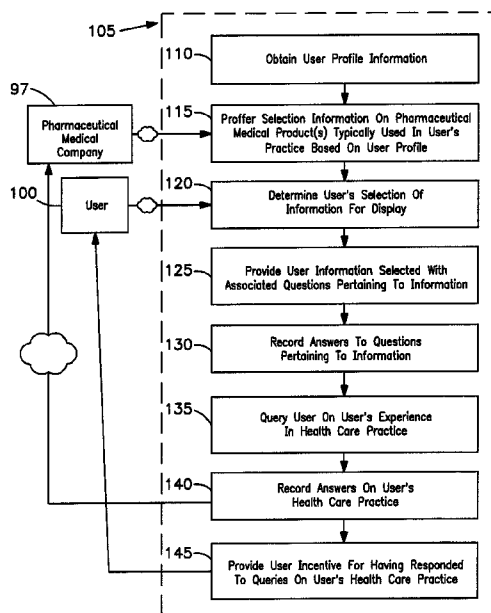 105
110
Obtain User Profile Information
97
Pharmaceutical
Medical
Company
115
Proffer Selection Information On Pharmaceutical
Medical Product(s) Typically Used In User's
Practice Based On User Profile
100
User
120
Determine User's Selection Of
Information For Display
125
Provide User Information Selected With
Associated Questions Pertaining To Information
130
Record Answers To Questions
Pertaining To Information
135
Query User On User's Experience
In Health Care Practice
140
Record Answers On User's
Health Care Practice
145
Provide User Incentive For Having Responded
To Queries On User's Health Care Practice